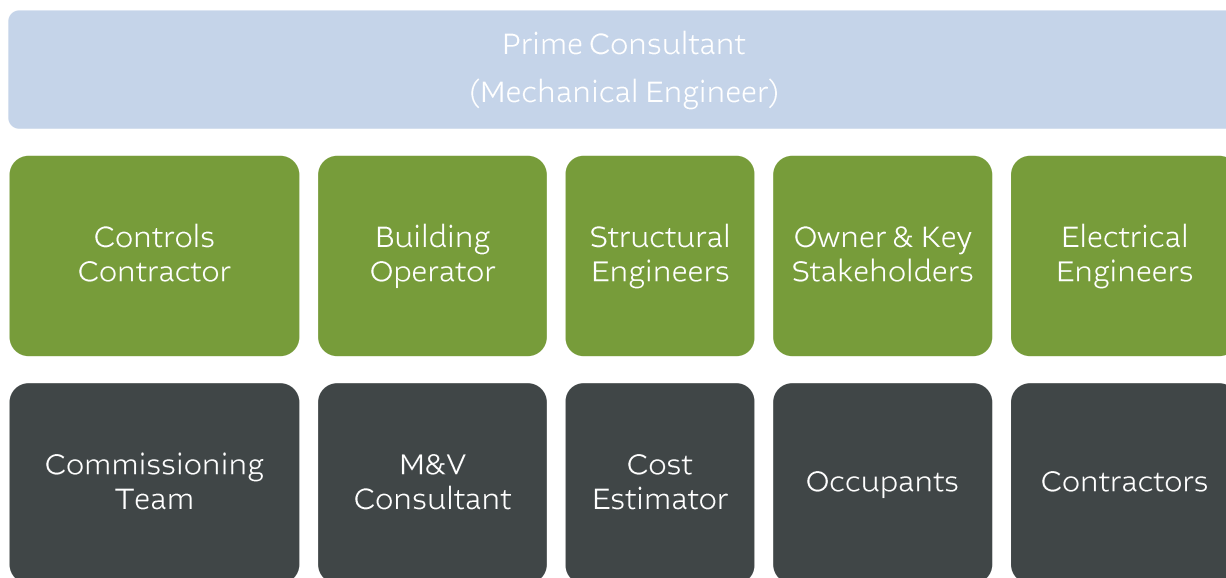 Prime Consultant
(Mechanical Engineer)
Controls
Contractor
Building
Operator
Structural
Engineers
Owner & Key
Stakeholders
Electrical
Engineers
Commissioning
Team
M&V
Consultant
Cost
Estimator
Occupants
Contractors